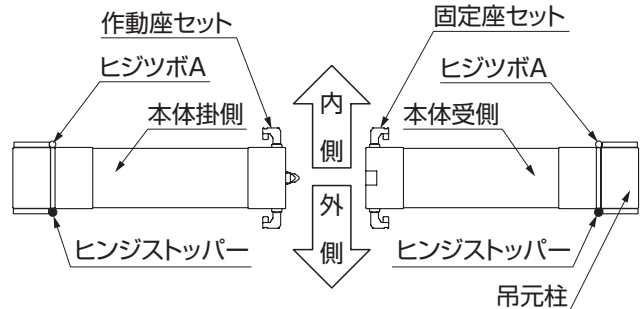 作動座セット
固定座セット
ヒジツボA
ヒジツボA
本体掛側
内側
本体受側
外側
ヒンジストッパー
ヒンジストッパー
吊元柱